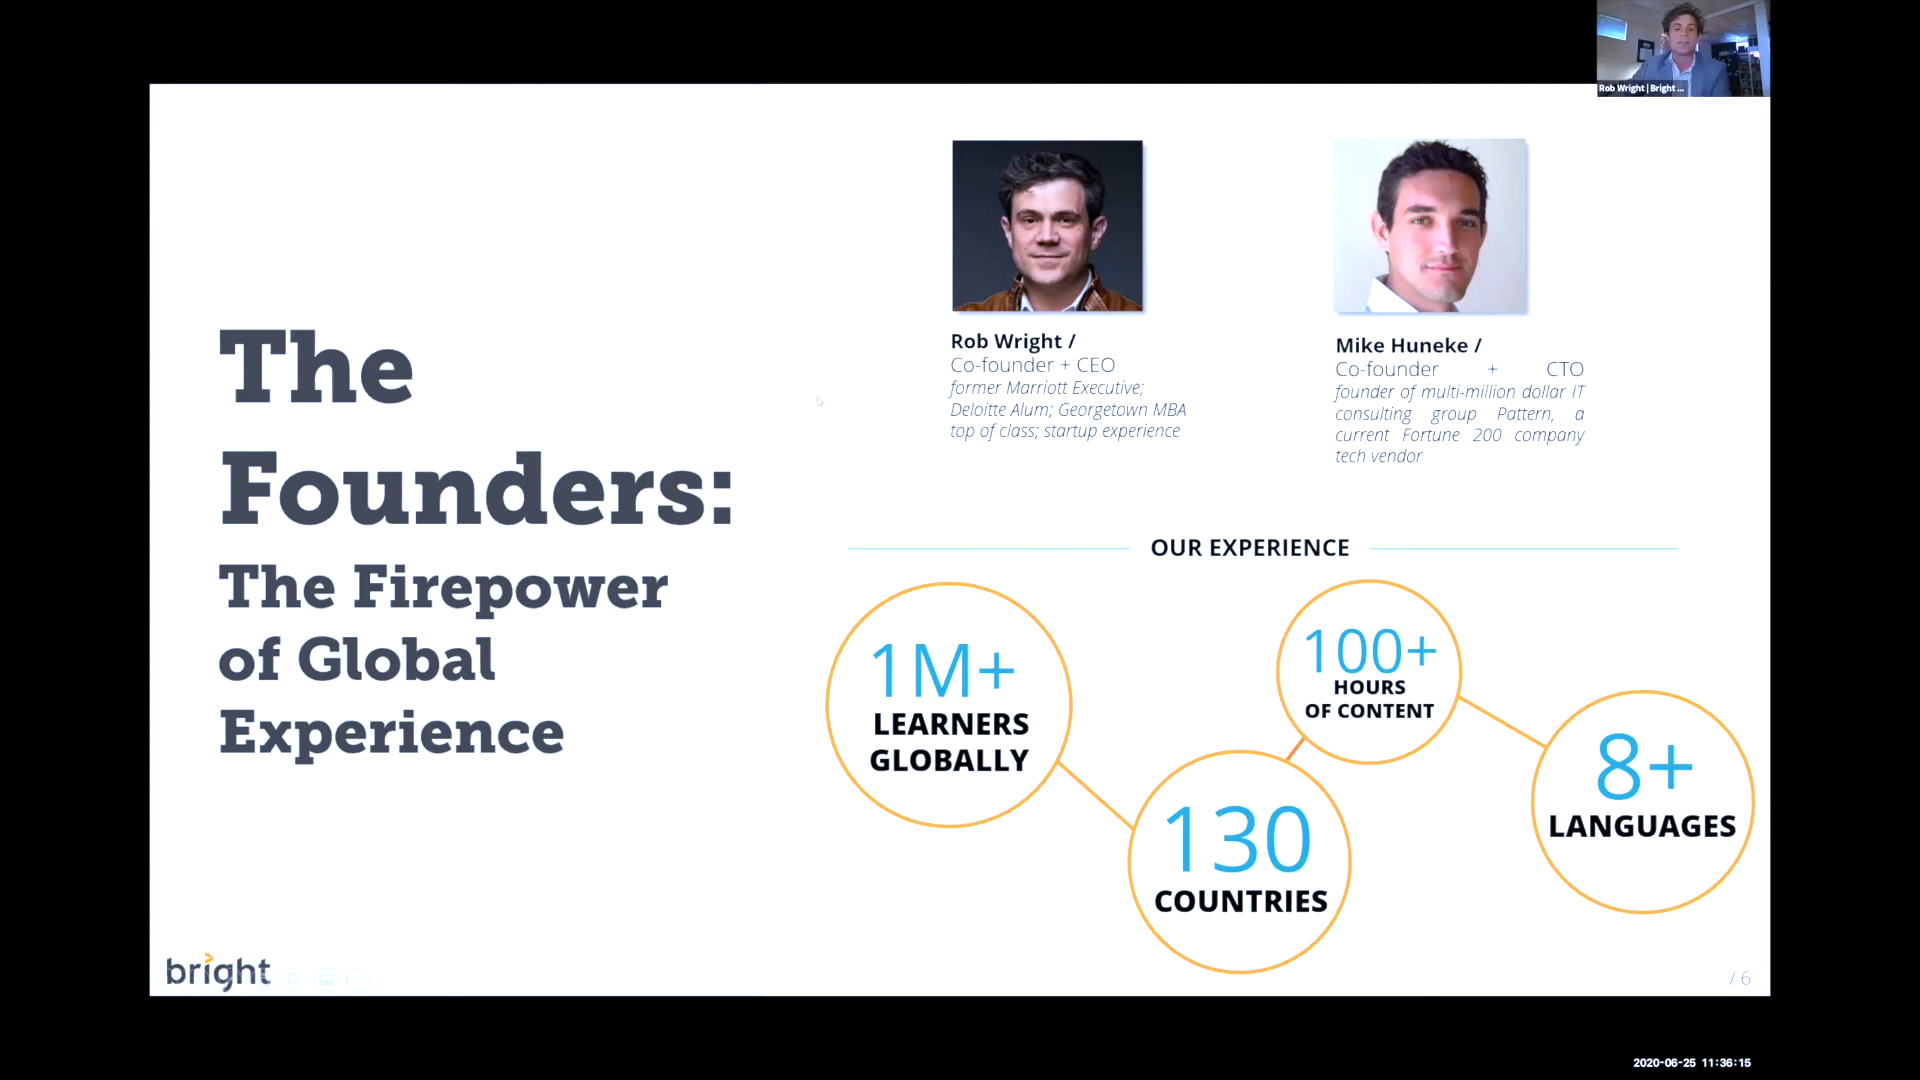 Rob Wright | Bright ...
The
Founders:
The Firepower
of Global
Experience
Rob Wright /
Co-founder + CEO
former Marriott Executive;
Deloitte Alum; Georgetown MBA
top of class; startup experience
Mike Huneke /
Co-founder + CTO
founder of multi-million dollar IT
consulting group Pattern, a
current Fortune 200 company
tech vendor
OUR EXPERIENCE
1M+
LEARNERS
GLOBALLY
130
COUNTRIES
100+
HOURS
OF CONTENT
8+
LANGUAGES
bright
/ 6
2020-06-25 11:36:15